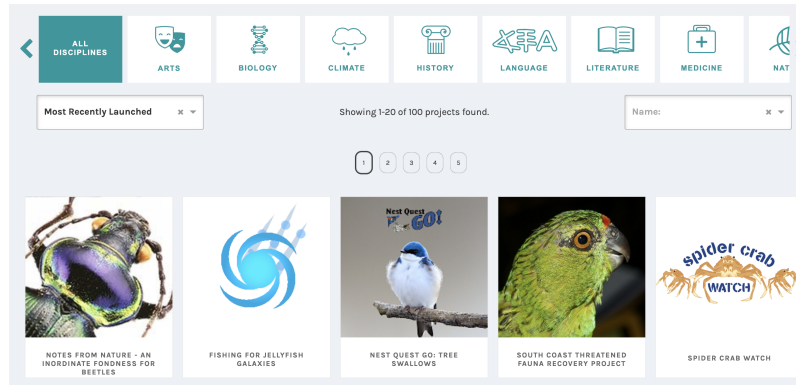 ALL
DISCIPLINES
ARTS
BIOLOGY
CLIMATE
HISTORY
LANGUAGE
LITERATURE
MEDICINE
NAT
Most Recently Launched
Showing 1-20 of 100 projects found.
Name:
1 2 3 4 5
Nest Quest
GO!
spider crab
WATCH
NOTES FROM NATURE - AN
INORDINATE FONDNESS FOR
BEETLES
FISHING FOR JELLYFISH
GALAXIES
NEST QUEST GO: TREE
SWALLOWS
SOUTH COAST THREATENED
FAUNA RECOVERY PROJECT
SPIDER CRAB WATCH